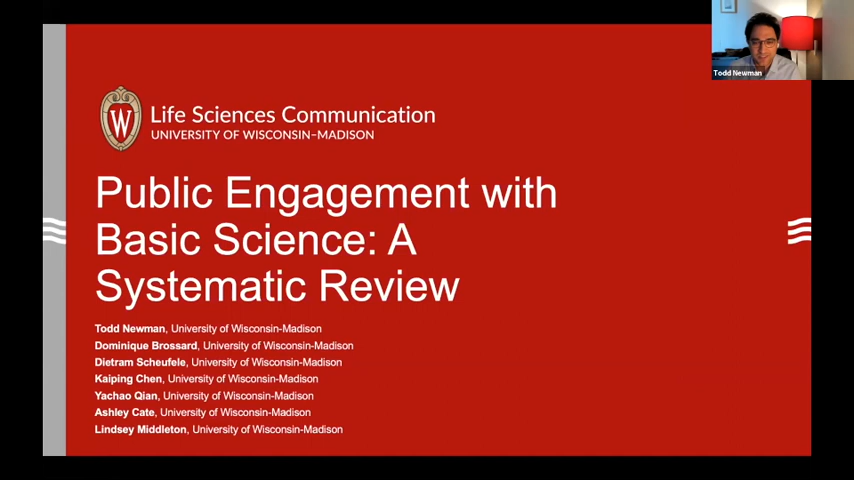 Todd Newman
W
Life Sciences Communication
UNIVERSITY OF WISCONSIN–MADISON
Public Engagement with
Basic Science: A
Systematic Review
Todd Newman, University of Wisconsin-Madison
Dominique Brossard, University of Wisconsin-Madison
Dietram Scheufele, University of Wisconsin-Madison
Kaiping Chen, University of Wisconsin-Madison
Yachao Qian, University of Wisconsin-Madison
Ashley Cate, University of Wisconsin-Madison
Lindsey Middleton, University of Wisconsin-Madison